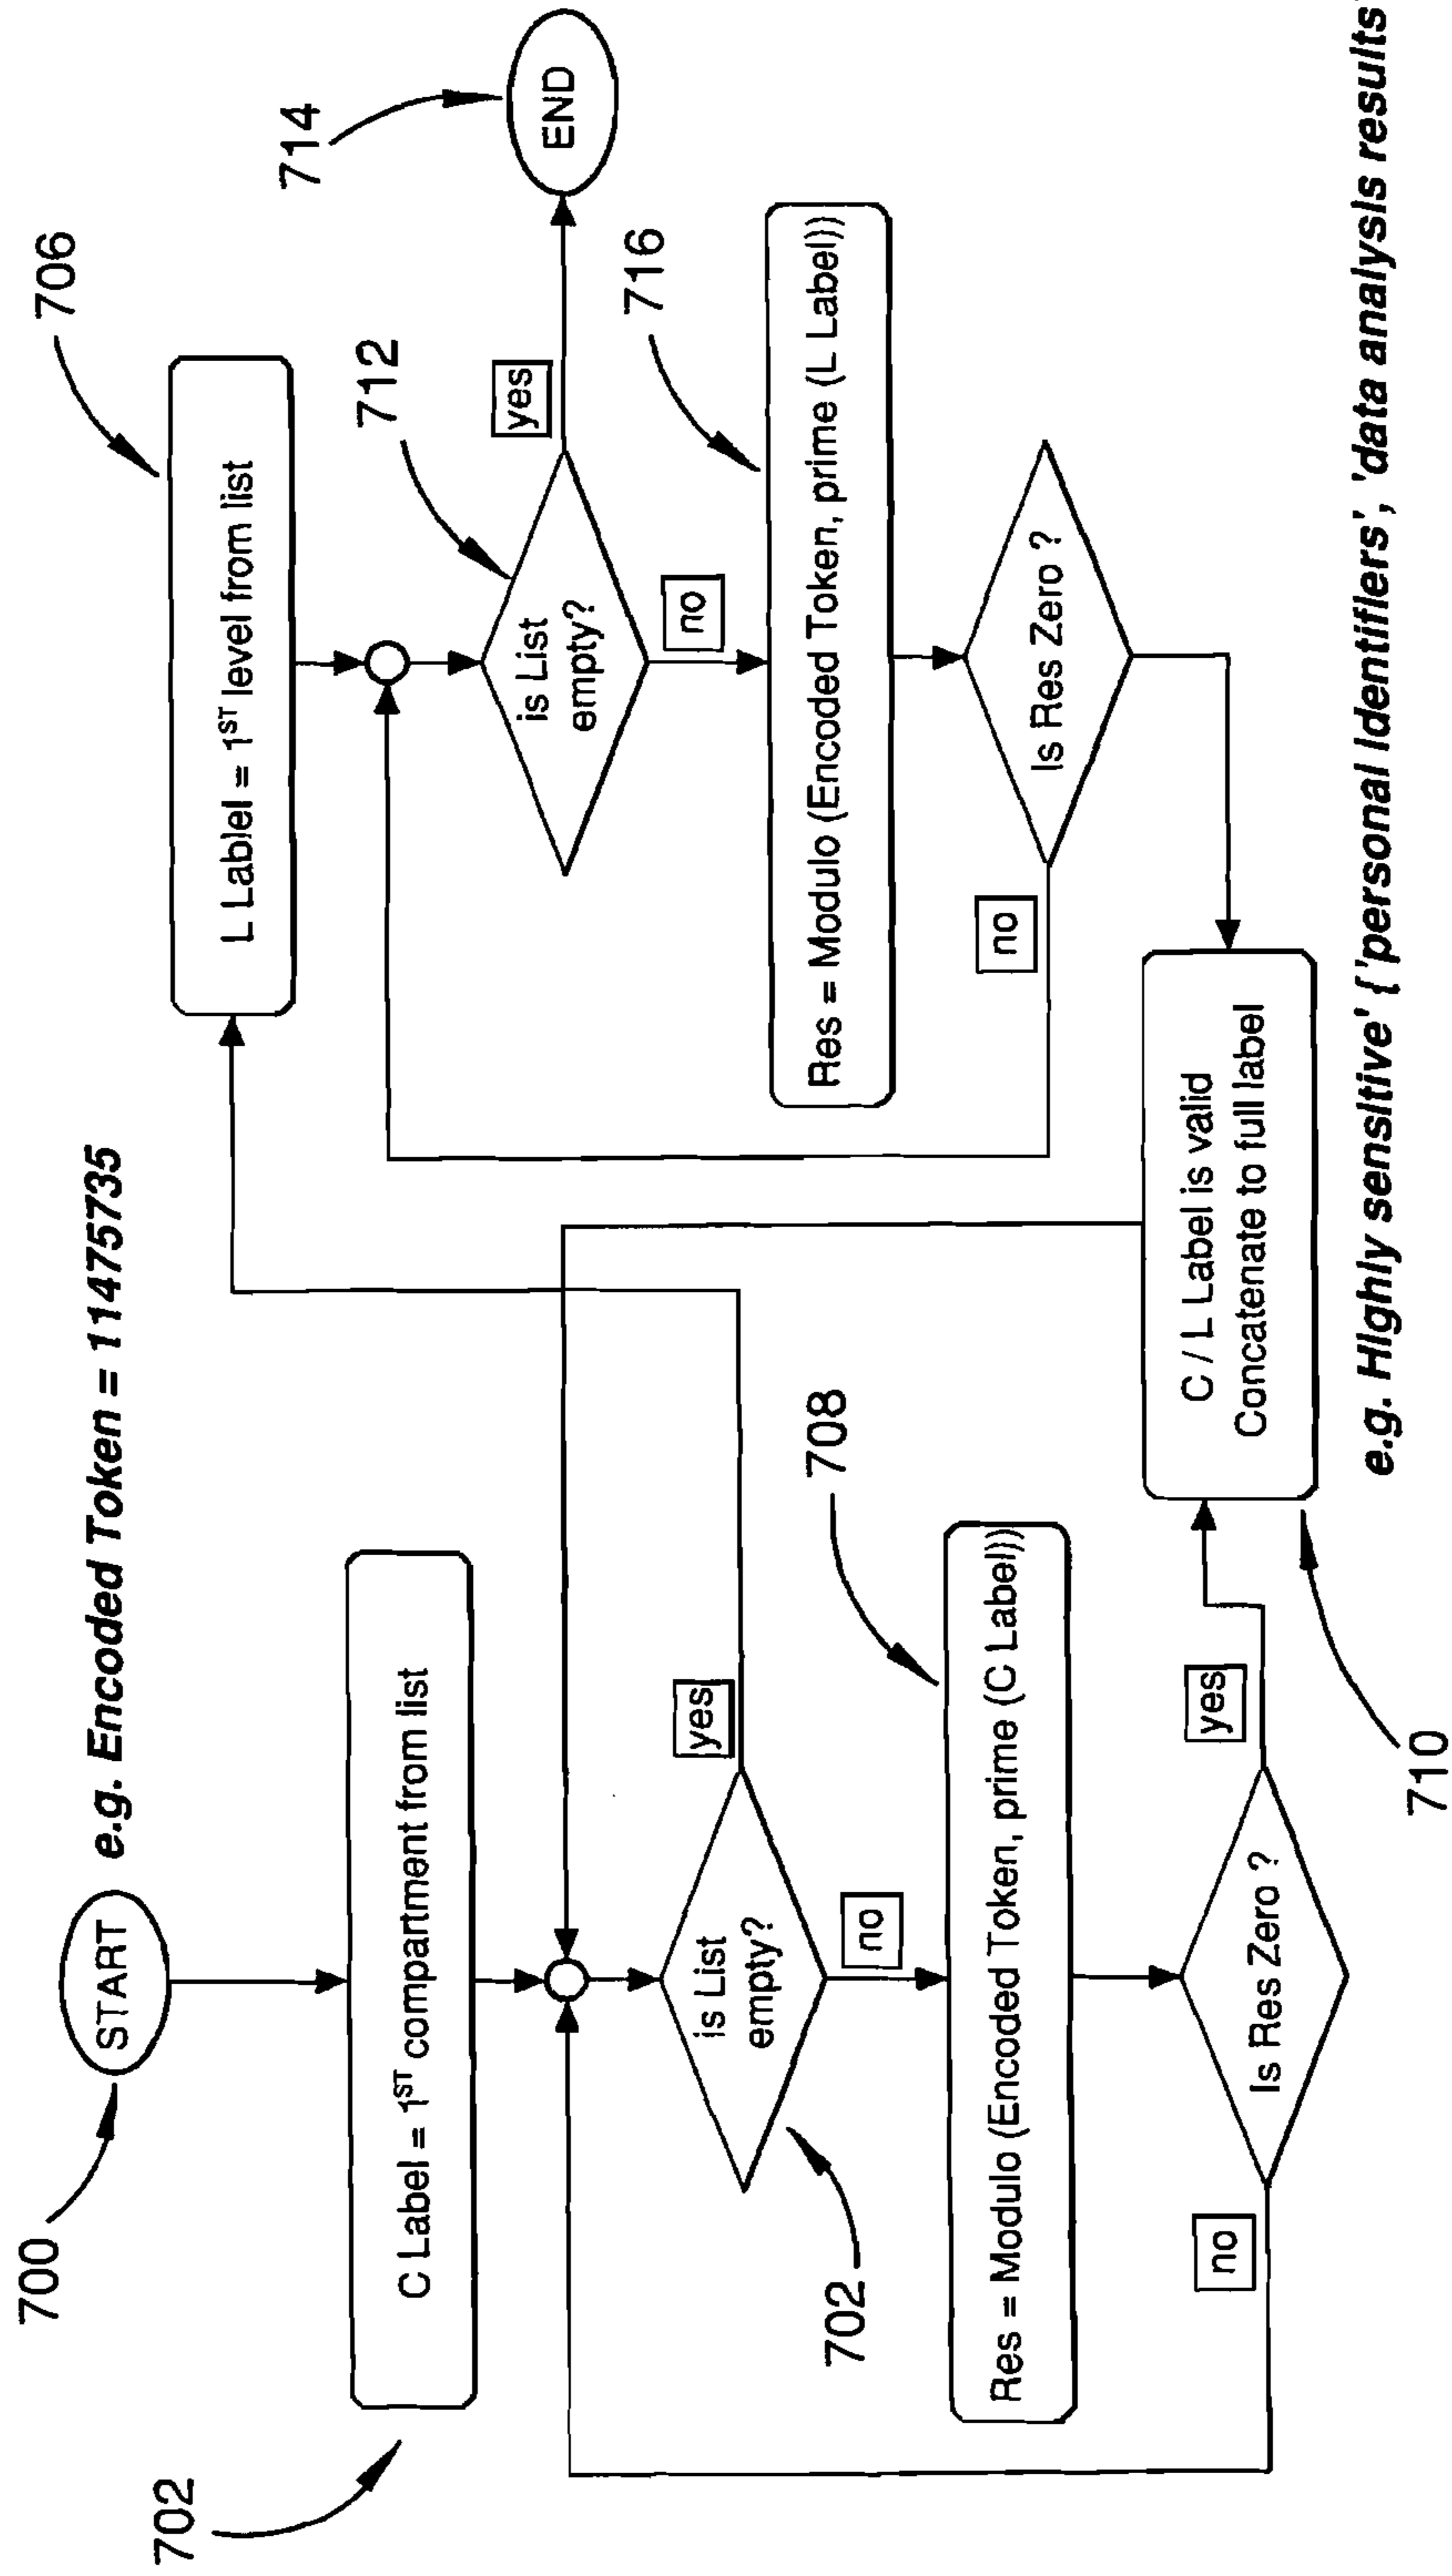 700
START
e.g. Encoded Token = 11475735
702
C Label = 1ST compartment from list
is List
empty?
702
yes
no
Res = Modulo (Encoded Token, prime (C Label))
708
Is Res Zero ?
no
yes
710
C / L Label is valid
Concatenate to full label
e.g. Highly sensitive' {'personal Identifiers', 'data analysis results'
L Lablel = 1ST level from list
706
is List
empty?
712
yes
END
714
no
Res = Modulo (Encoded Token, prime (L Label))
716
Is Res Zero ?
no